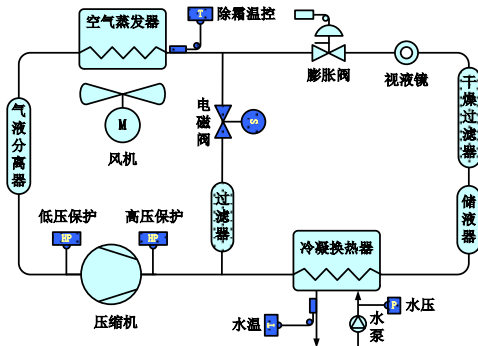 空气蒸发器
T
除霜温控
膨胀阀
视液镜
电磁阀
S
M
风机
气液分离器
干燥过滤器
过滤器
储液器
低压保护
高压保护
HP
HP
冷凝换热器
压缩机
水温
T
水泵
P
水压